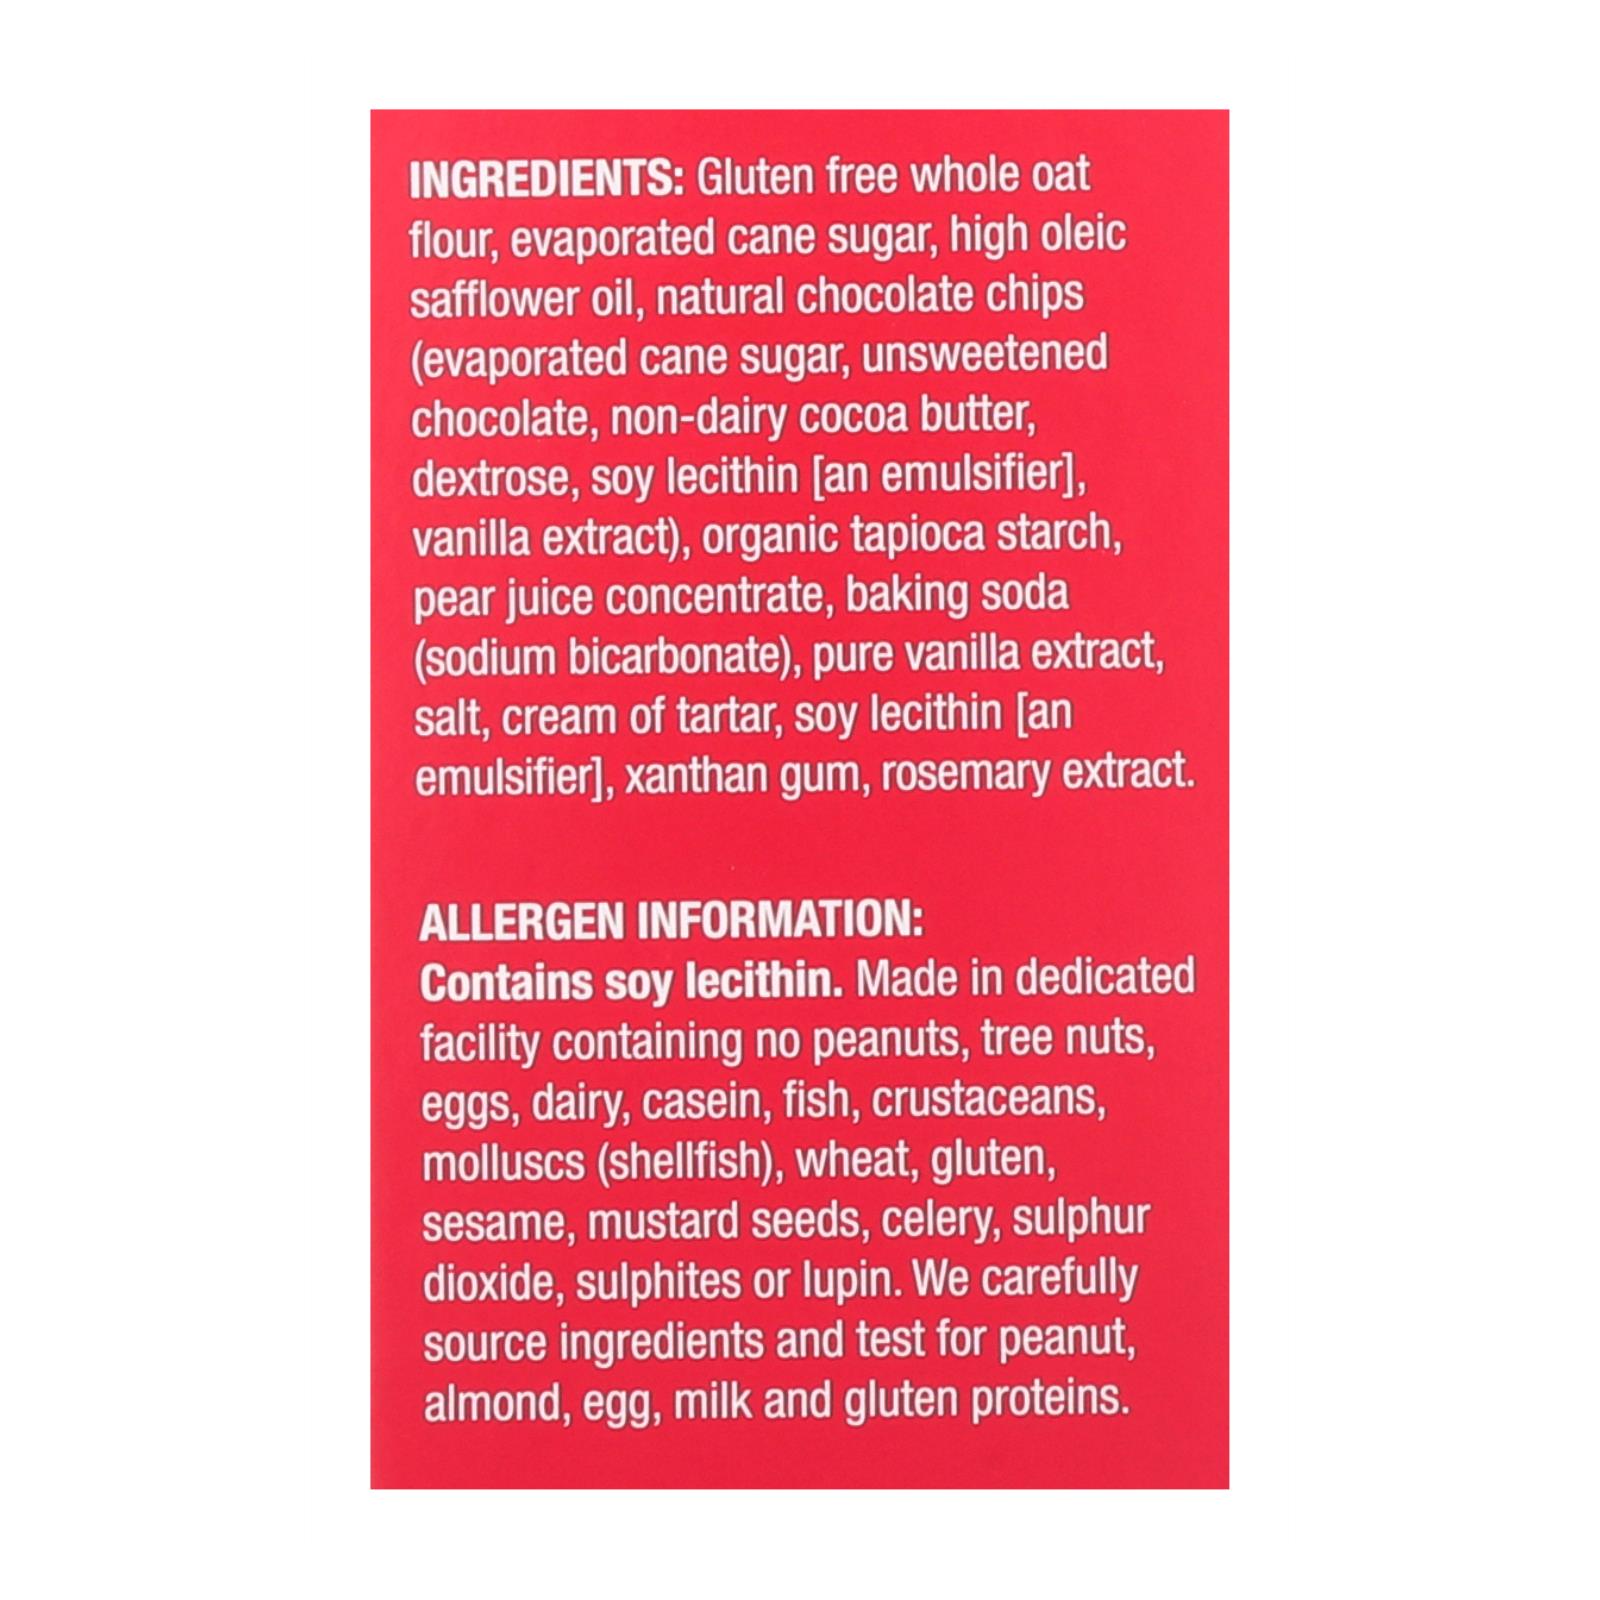 INGREDIENTS: Gluten free whole oat
flour, evaporated cane sugar, high oleic
safflower oil, natural chocolate chips
(evaporated cane sugar, unsweetened
chocolate, non-dairy cocoa butter,
dextrose, soy lecithin [an emulsifier],
vanilla extract), organic tapioca starch,
pear juice concentrate, baking soda
(sodium bicarbonate), pure vanilla extract,
salt, cream of tartar, soy lecithin [an
emulsifier], xanthan gum, rosemary extract.
ALLERGEN INFORMATION:
Contains soy lecithin. Made in dedicated
facility containing no peanuts, tree nuts,
eggs, dairy, casein, fish, crustaceans,
molluscs (shellfish), wheat, gluten,
sesame, mustard seeds, celery, sulphur
dioxide, sulphites or lupin. We carefully
source ingredients and test for peanut,
almond, egg, milk and gluten proteins.